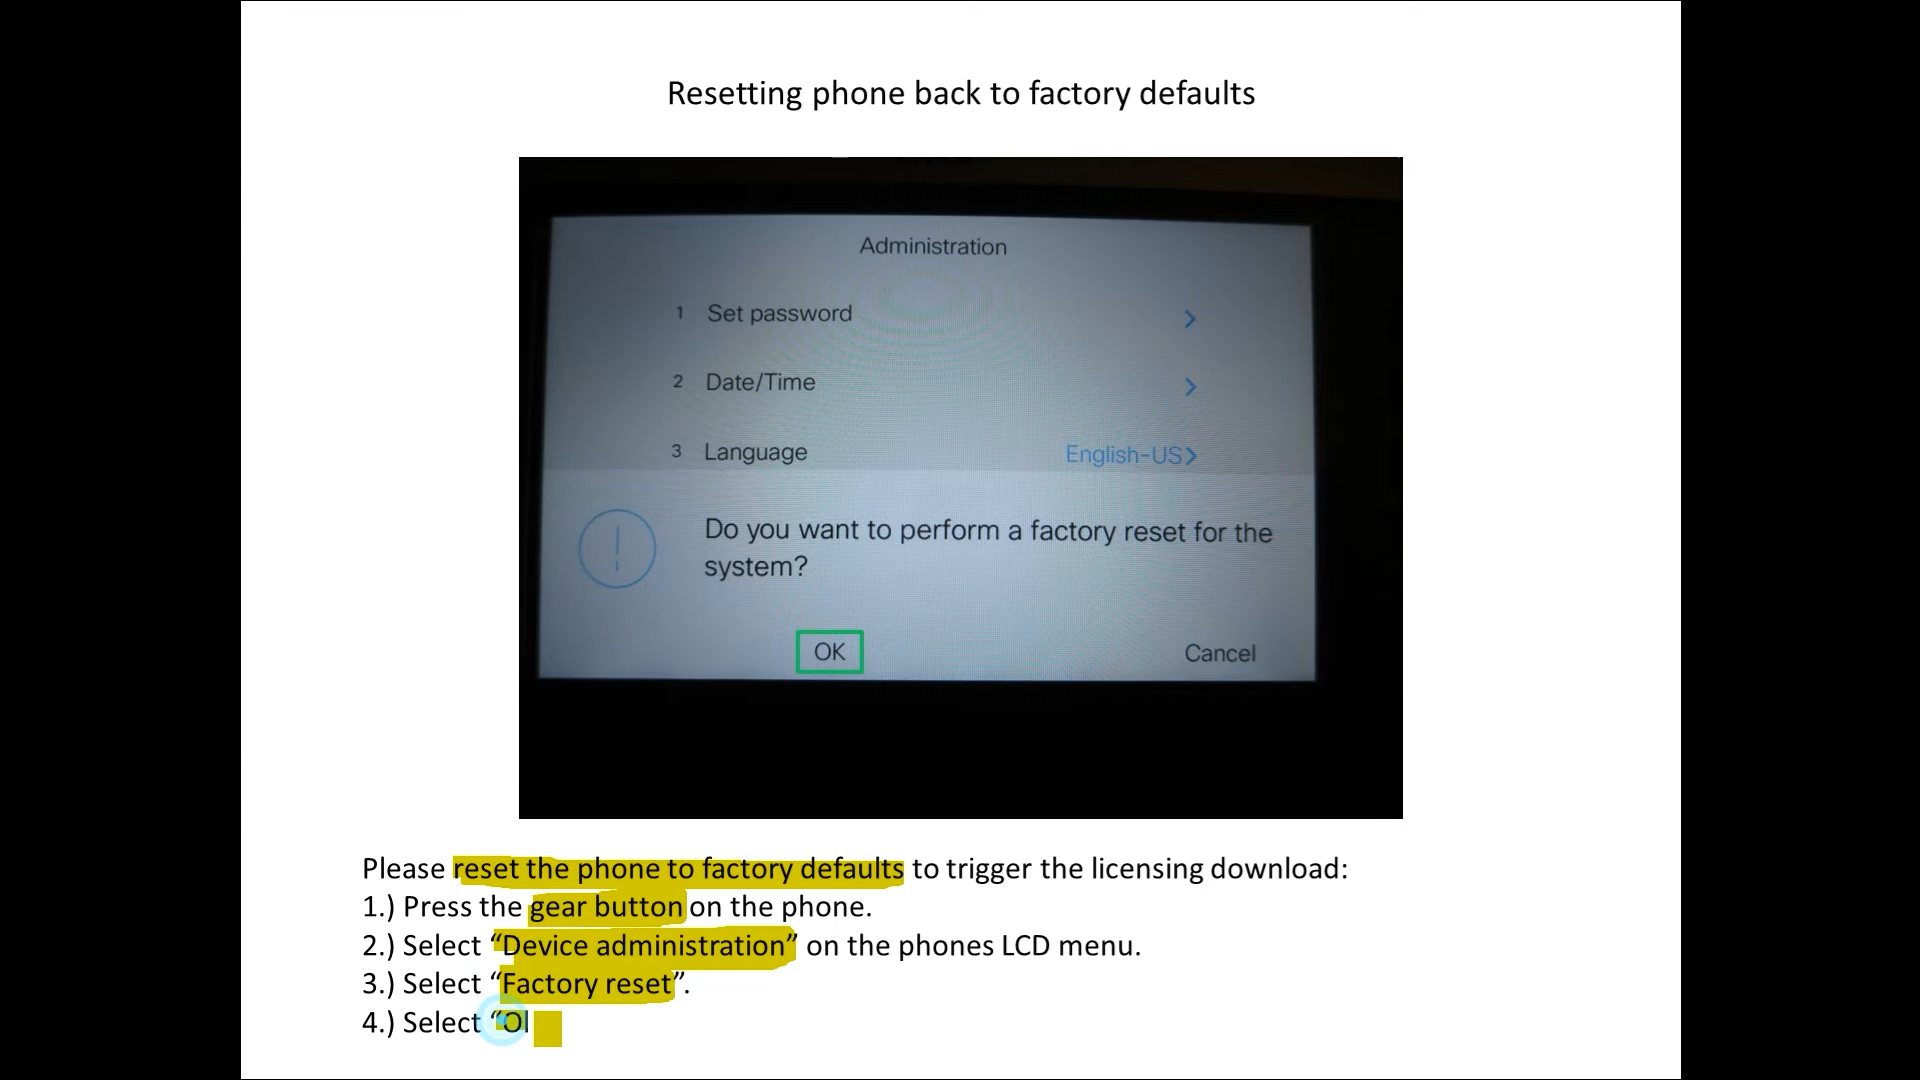 Resetting phone back to factory defaults
Administration
1 Set password
2 Date/Time
3 Language English-US
Do you want to perform a factory reset for the
system?
OK Cancel
Please reset the phone to factory defaults to trigger the licensing download:
1.) Press the gear button on the phone.
2.) Select “Device administration” on the phones LCD menu.
3.) Select “Factory reset”.
4.) Select